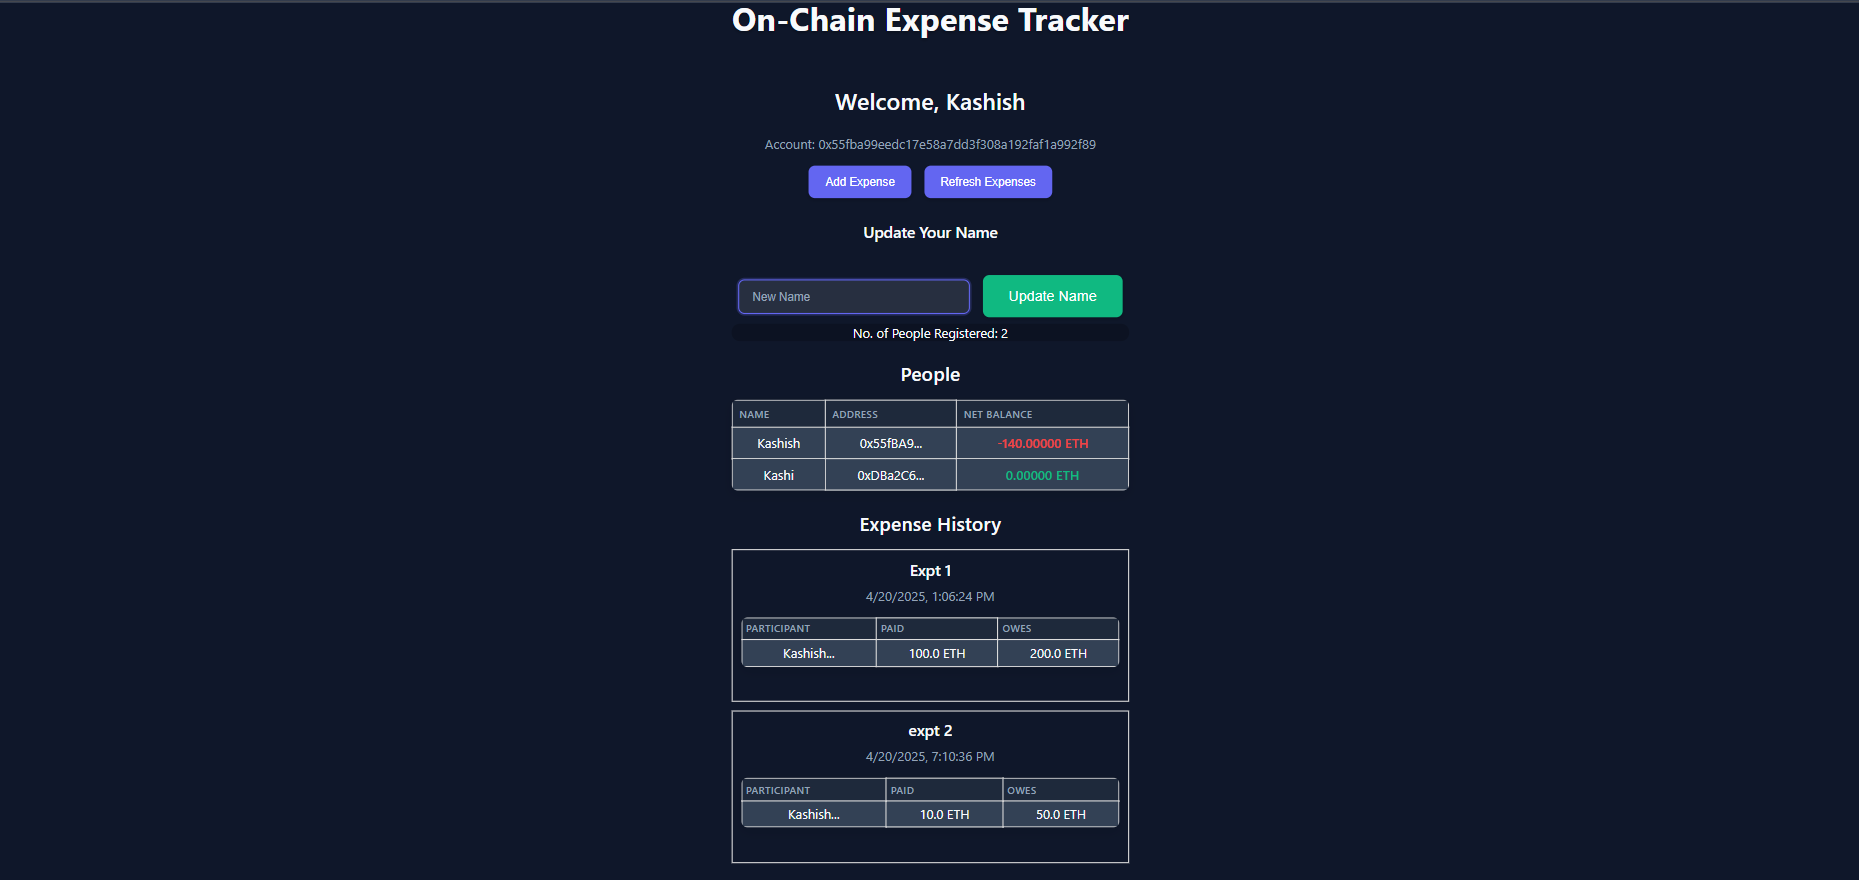 On-Chain Expense Tracker
Welcome, Kashish
Account: 0x55fba99eedc17e58a7dd3f308a192faf1a992f89
Add Expense Refresh Expenses
Update Your Name
New Name Update Name
No. of People Registered: 2
People
NAME ADDRESS NET BALANCE
Kashish 0x55fBA9... -140.00000 ETH
Kashi 0xDBa2C6... 0.00000 ETH
Expense History
Expt 1
4/20/2025, 1:06:24 PM
PARTICIPANT PAID OWES
Kashish... 100.0 ETH 200.0 ETH
expt 2
4/20/2025, 7:10:36 PM
PARTICIPANT PAID OWES
Kashish... 10.0 ETH 50.0 ETH